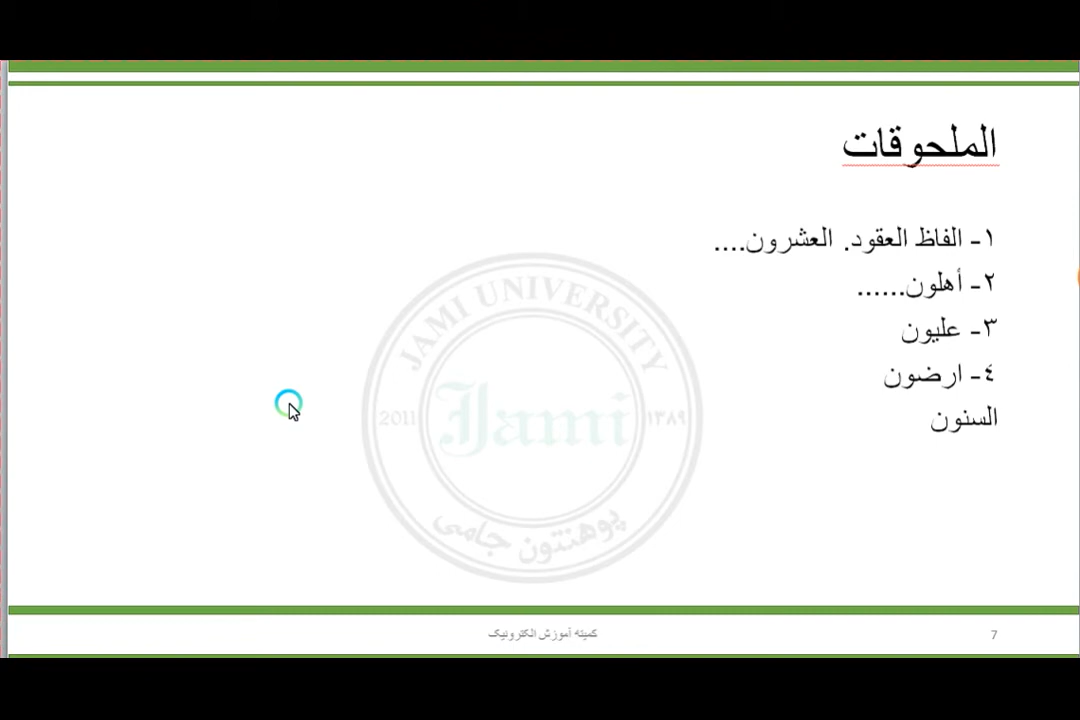 الملحوقات
١- الفاظ العقود. العشرون....
٢- أهلون......
٣- عليون
٤- ارضون
السنون
JAMI UNIVERSITY
2011 Jami ١٣٨٩
پوهنتون جامی
کمیته آموزش الکترونیک
7